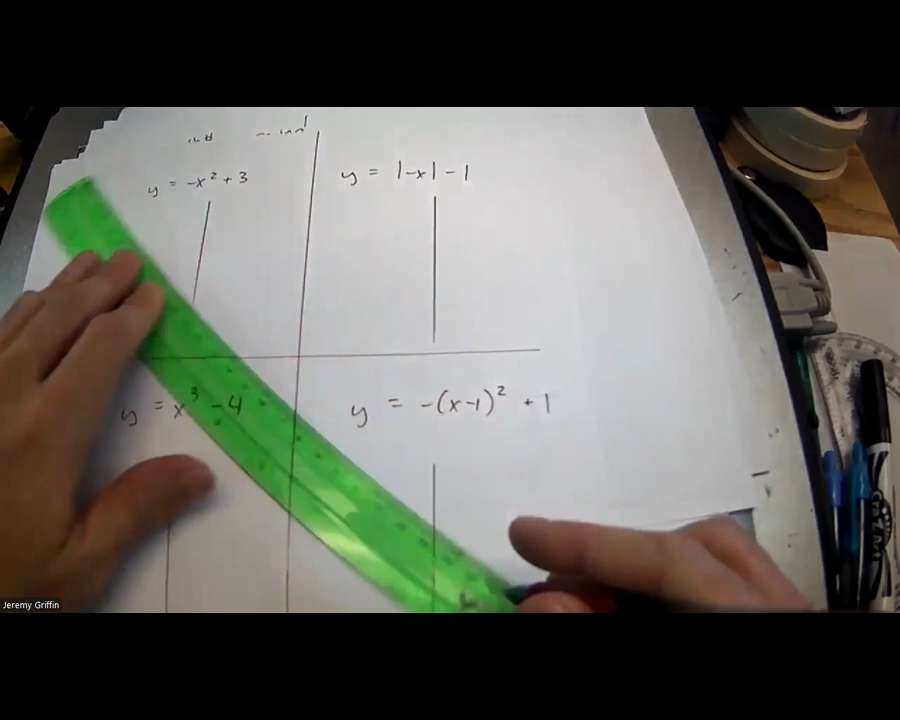 y = -x² + 3
y = |-x| - 1
y = x³ - 4
y = -(x-1)² + 1
Jeremy Griffin